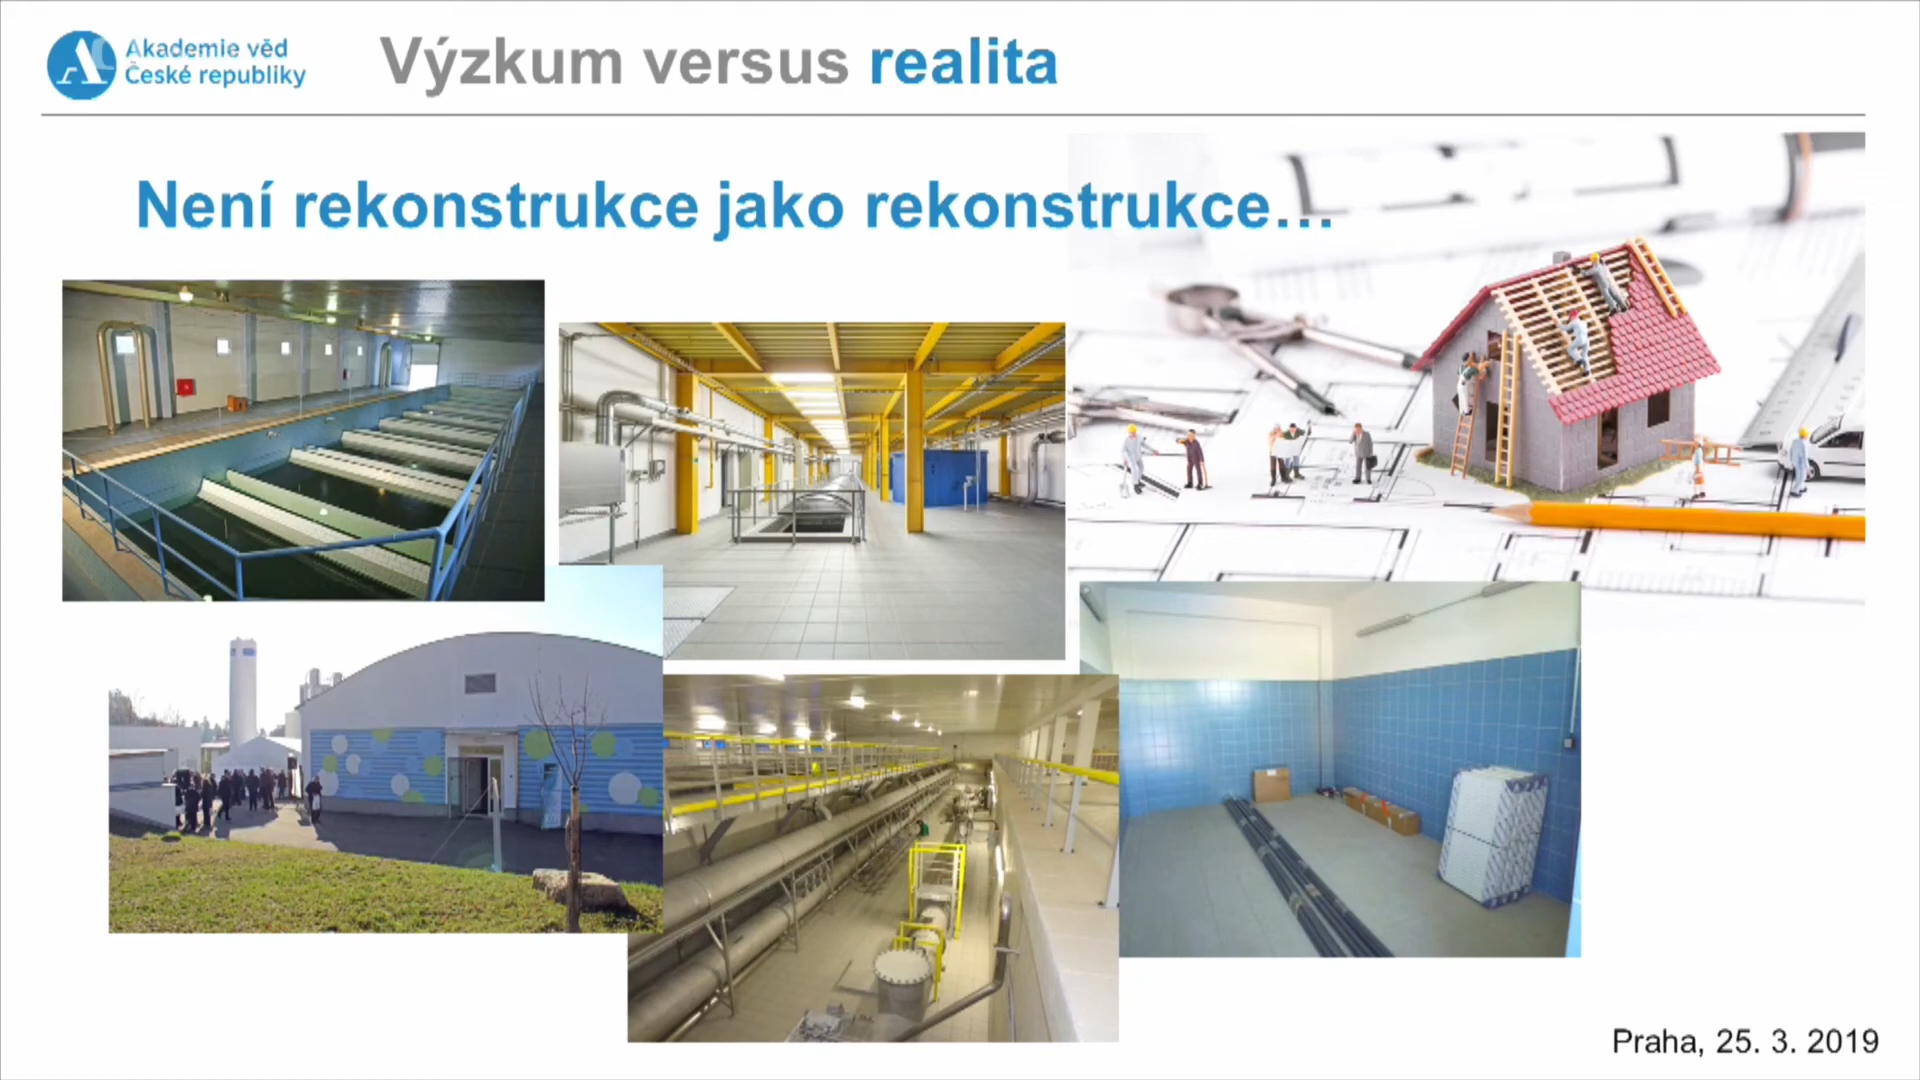 Akademie věd
České republiky
Výzkum versus realita
Není rekonstrukce jako rekonstrukce…
Praha, 25. 3. 2019